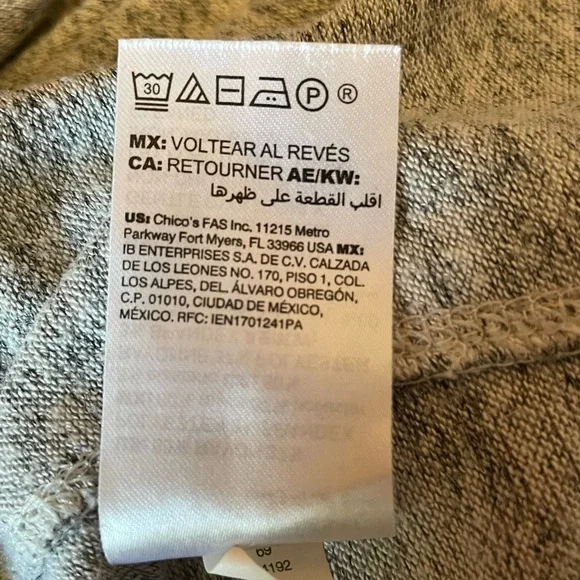 30 P ®
MX: VOLTEAR AL REVÉS
CA: RETOURNER AE/KW:
اقلب القطعة على ظهرها
US: Chico's FAS Inc. 11215 Metro
Parkway Fort Myers, FL 33966 USA MX:
IB ENTERPRISES S.A. DE C.V. CALZADA
DE LOS LEONES NO. 170, PISO 1, COL.
LOS ALPES, DEL. ÁLVARO OBREGÓN,
C.P. 01010, CIUDAD DE MÉXICO,
MÉXICO. RFC: IEN1701241PA
69
1192